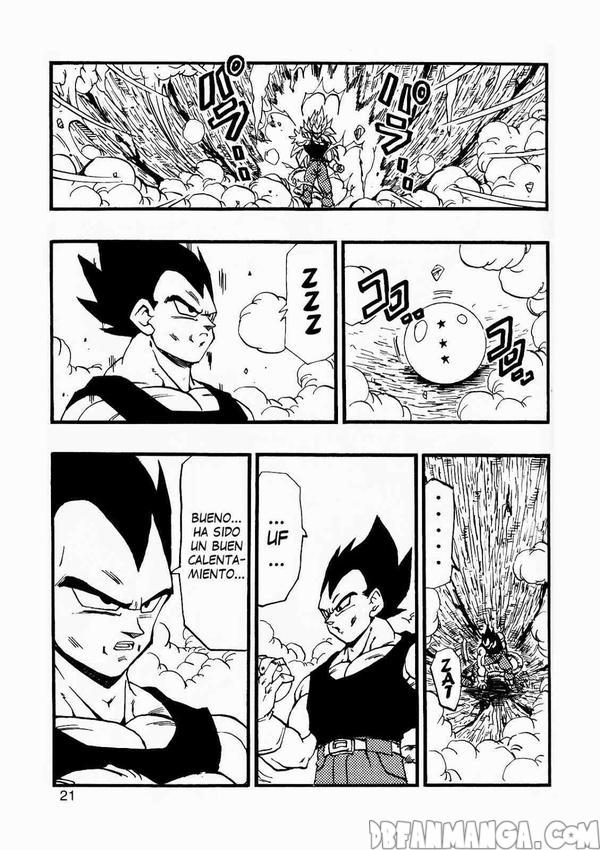 パラ…
パラ…
コロ…
コロ…
ZZZ
.....
ZA7
...
UF
...
BUENO...
HA SIDO
UN BUEN
CALENTA-
MIENTO...
21
DBFANMANGA.COM